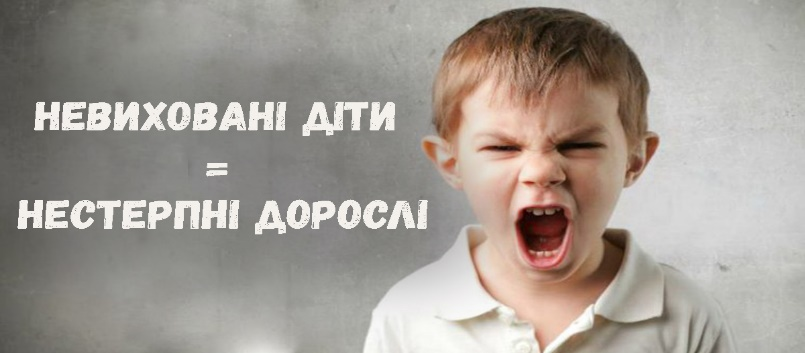 НЕВИХОВАНІ ДІТИ
=
НЕСТЕРПНІ ДОРОСЛІ